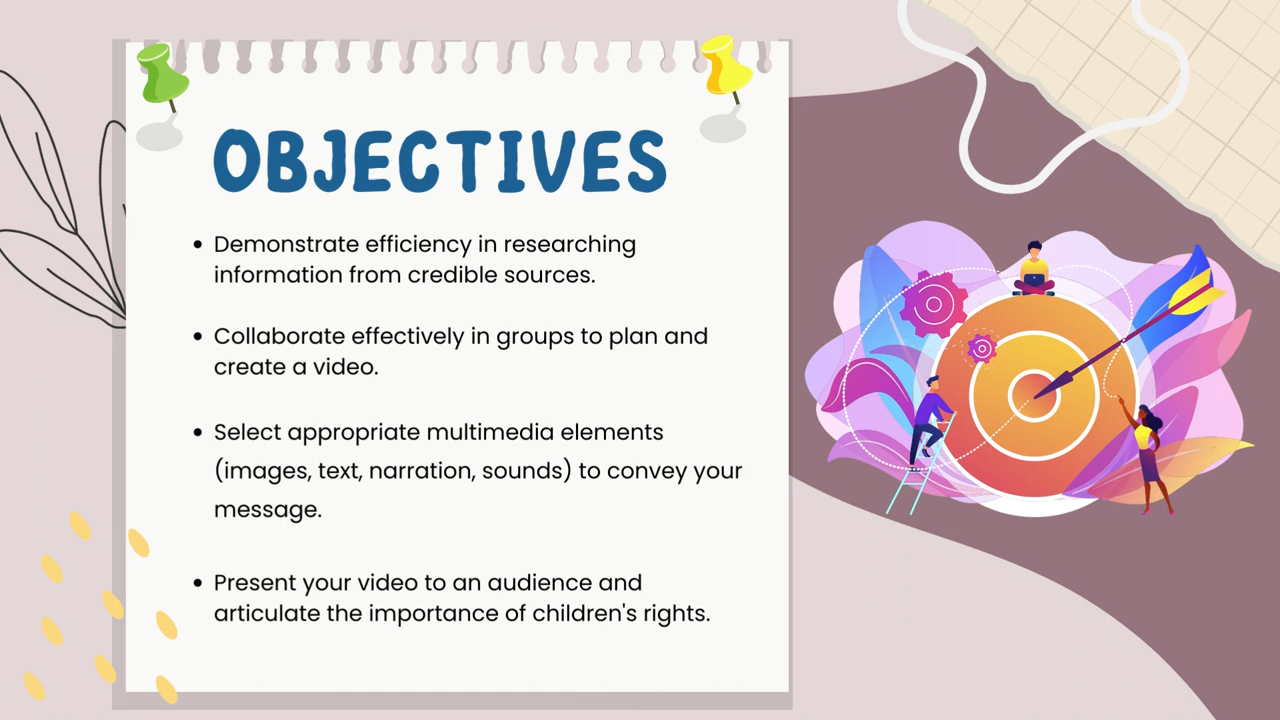 OBJECTIVES
• Demonstrate efficiency in researching
information from credible sources.
• Collaborate effectively in groups to plan and
create a video.
• Select appropriate multimedia elements
(images, text, narration, sounds) to convey your
message.
• Present your video to an audience and
articulate the importance of children's rights.